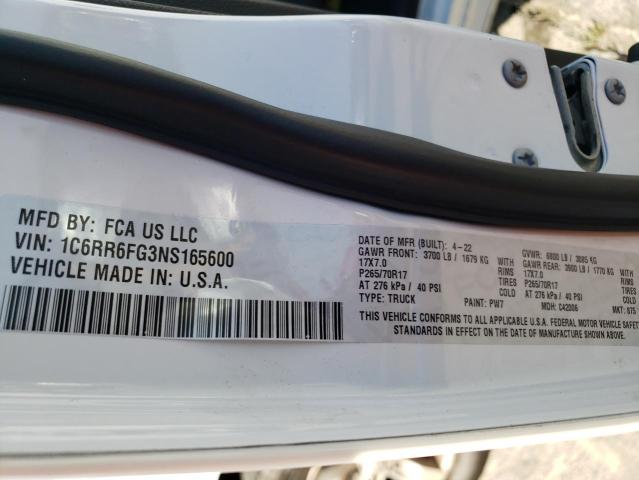 MFD BY: FCA US LLC
VIN: 1C6RR6FG3NS165600
VEHICLE MADE IN: U.S.A.
DATE OF MFR (BUILT): 4-22 GVWR: 6800 LB / 3085 KG
GAWR FRONT: 3700 LB / 1679 KG WITH GAWR REAR: 3900 LB / 1770 KG
17X7.0 RIMS 17X7.0 RIMS
P265/70R17 TIRES P265/70R17 TIRES
AT 276 kPa / 40 PSI COLD AT 276 kPa / 40 PSI COLD
TYPE: TRUCK PAINT: PW7 MDH: C42006 MKT: 875
THIS VEHICLE CONFORMS TO ALL APPLICABLE U.S.A. FEDERAL MOTOR VEHICLE SAFETY
STANDARDS IN EFFECT ON THE DATE OF MANUFACTURE SHOWN ABOVE.